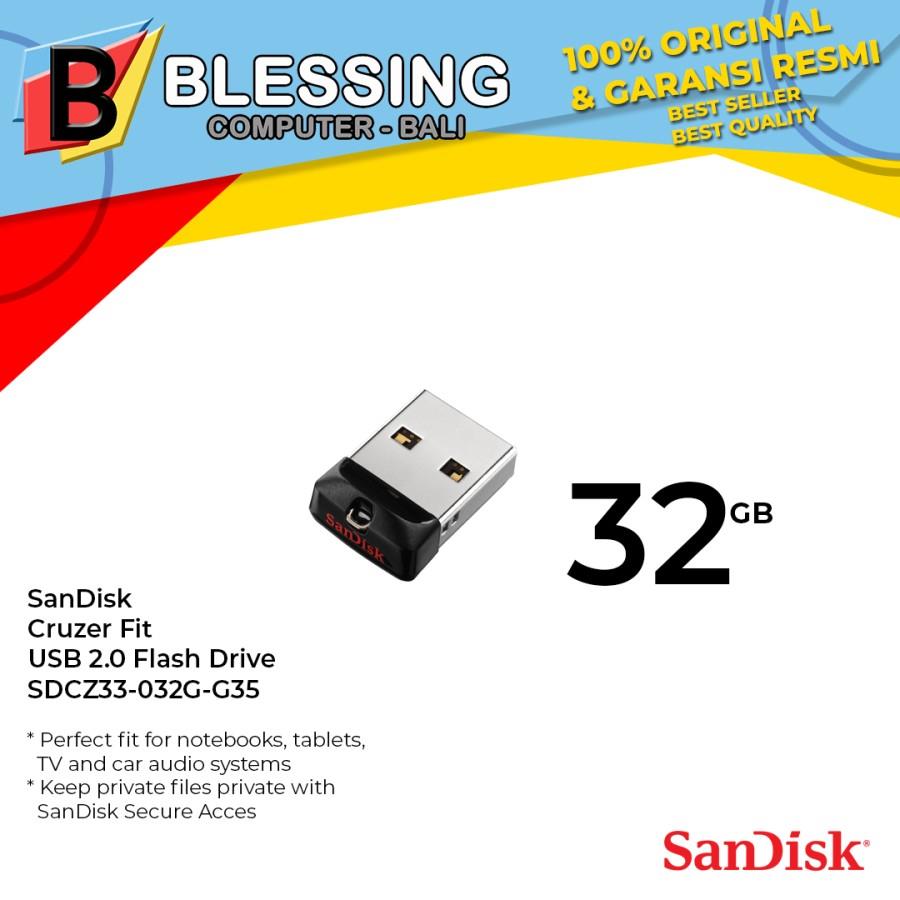 B
BLESSING
COMPUTER - BALI
100% ORIGINAL
& GARANSI RESMI
BEST SELLER
BEST QUALITY
SanDisk
32GB
SanDisk
Cruzer Fit
USB 2.0 Flash Drive
SDCZ33-032G-G35
* Perfect fit for notebooks, tablets,
TV and car audio systems
* Keep private files private with
SanDisk Secure Acces
SanDisk®